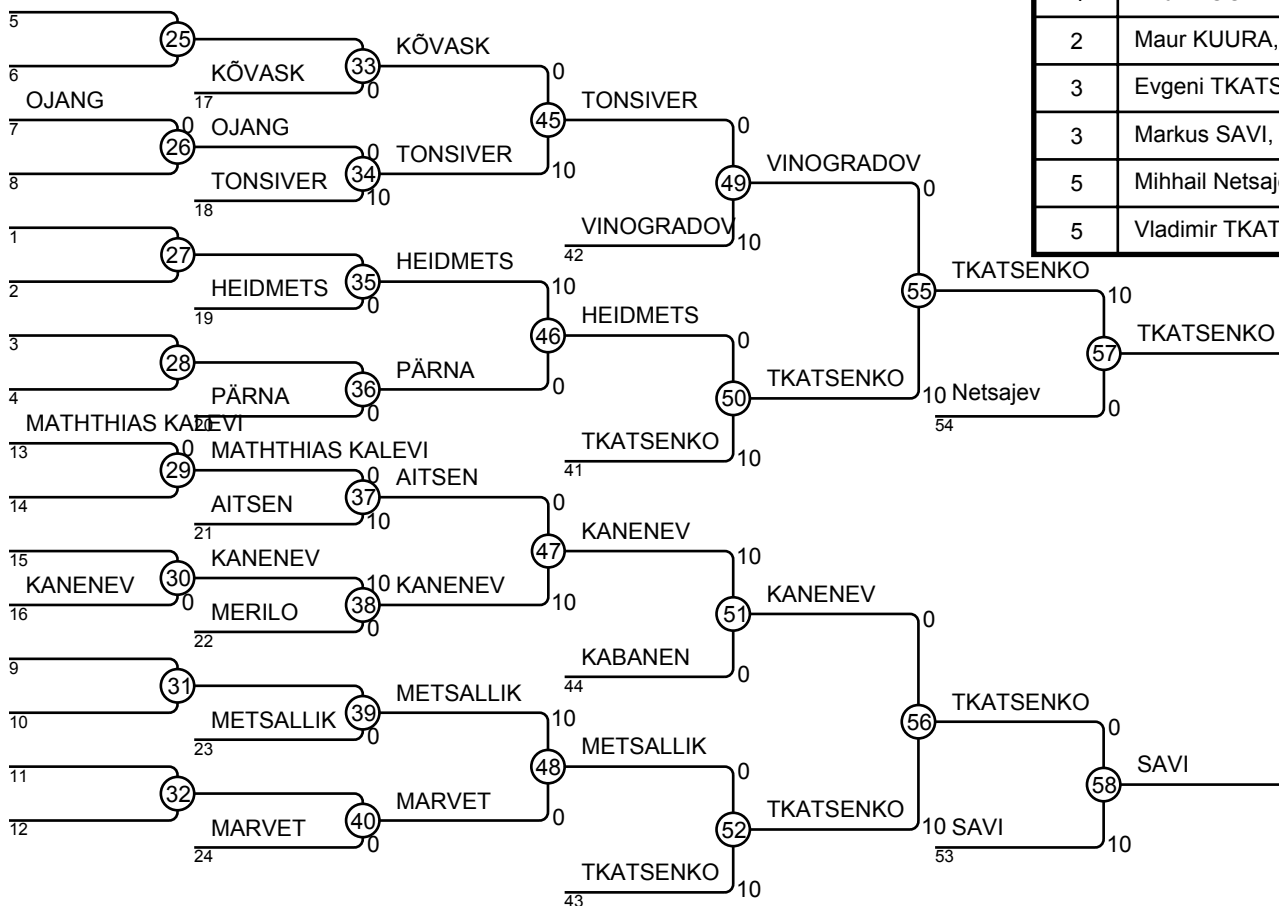 2 Maur KUURA,
3 Evgeni TKATS
3 Markus SAVI,
5 Mihhail Netsaj
5 Vladimir TKAT
5
25
6
KÕVASK
17
33
0
KÕVASK
0
OJANG
7
0
26
8
OJANG
0
TONSIVER
18
34
10
TONSIVER
10
45
TONSIVER
0
49
VINOGRADOV
42
10
VINOGRADOV
0
1
27
2
HEIDMETS
19
35
0
HEIDMETS
10
3
28
4
PÄRNA
20
36
0
PÄRNA
0
46
HEIDMETS
0
50
TKATSENKO
41
10
TKATSENKO
10
55
TKATSENKO
10
Netsajev
54
57
0
TKATSENKO
MATHTHIAS KALEVI
13
0
29
14
MATHTHIAS KALEVI
0
AITSEN
21
37
10
AITSEN
0
15
30
KANENEV
16
0
KANENEV
10
MERILO
22
38
0
KANENEV
10
47
KANENEV
10
51
KABANEN
44
0
KANENEV
0
9
31
10
METSALLIK
23
39
0
METSALLIK
10
11
32
12
MARVET
24
40
0
MARVET
0
48
METSALLIK
0
52
TKATSENKO
43
10
TKATSENKO
10
56
TKATSENKO
0
SAVI
53
58
10
SAVI